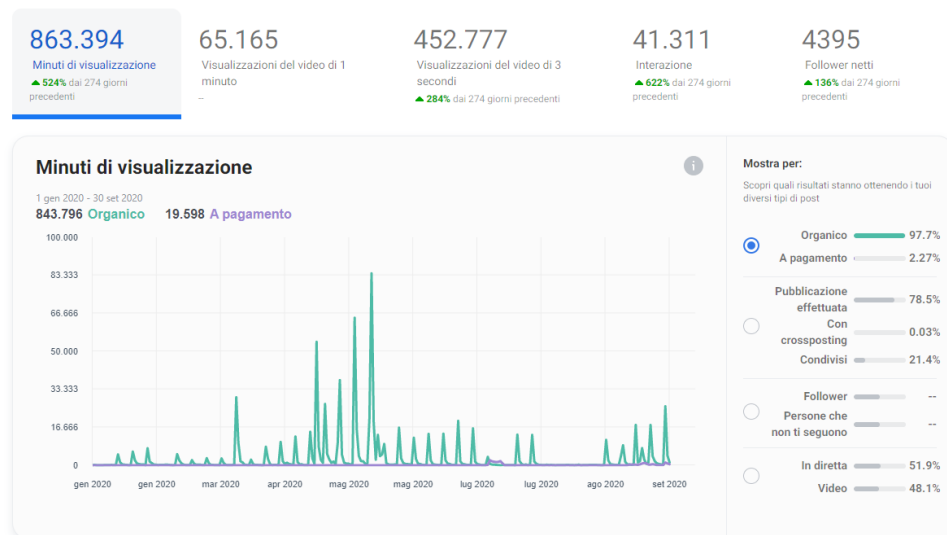 863.394
Minuti di visualizzazione
524% dai 274 giorni
precedenti
65.165
Visualizzazioni del video di 1
minuto
--
452.777
Visualizzazioni del video di 3
secondi
284% dai 274 giorni precedenti
41.311
Interazione
622% dai 274 giorni
precedenti
4395
Follower netti
136% dai 274 giorni
precedenti
Minuti di visualizzazione
i
1 gen 2020 - 30 set 2020
843.796 Organico 19.598 A pagamento
100.000
83.333
66.666
50.000
33.333
16.666
0
gen 2020 gen 2020 mar 2020 apr 2020 mag 2020 mag 2020 lug 2020 lug 2020 ago 2020 set 2020
Mostra per:
Scopri quali risultati stanno ottenendo i tuoi
diversi tipi di post
Organico 97.7%
A pagamento 2.27%
Pubblicazione
effettuata 78.5%
Con
crossposting 0.03%
Condivisi 21.4%
Follower --
Persone che
non ti seguono --
In diretta 51.9%
Video 48.1%